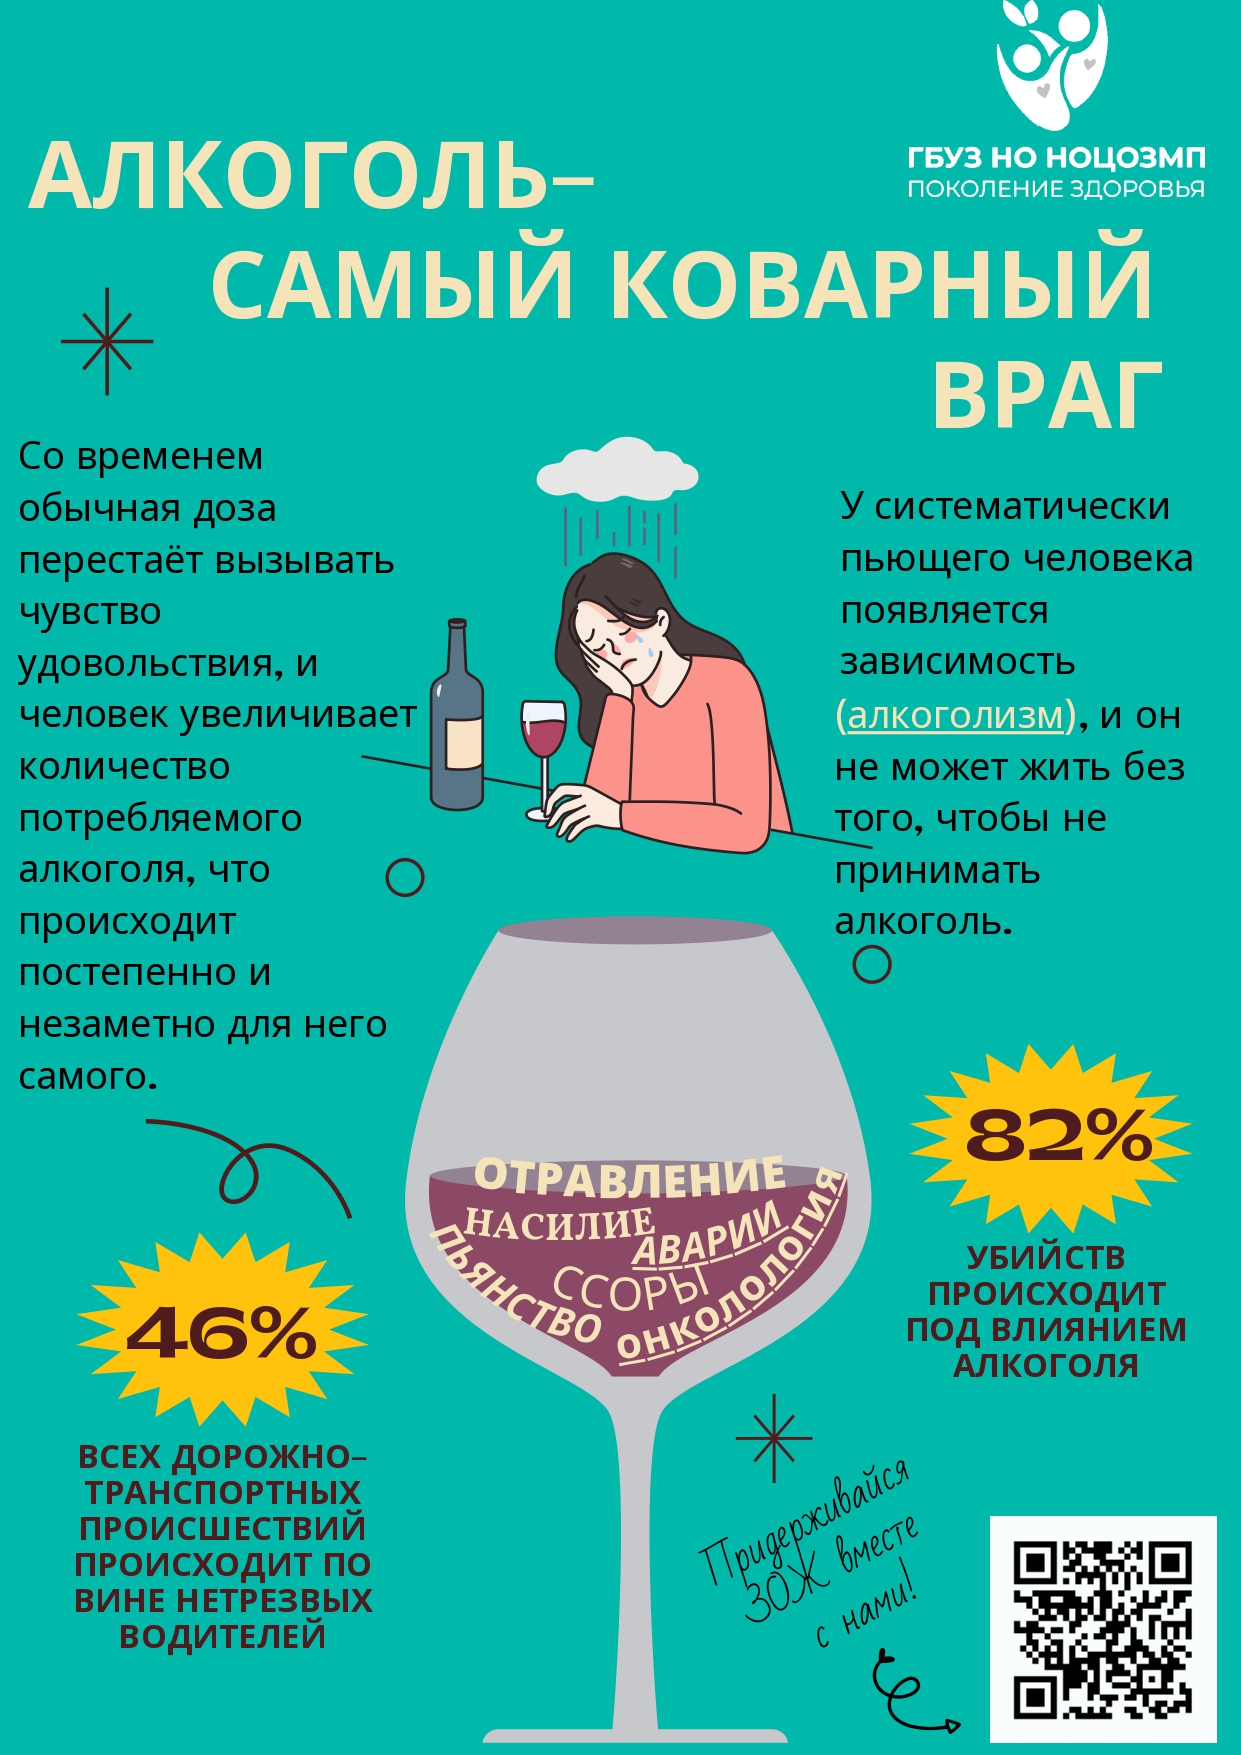 ГБУЗ НО НОЦОЗМП
ПОКОЛЕНИЕ ЗДОРОВЬЯ
АЛКОГОЛЬ–
САМЫЙ КОВАРНЫЙ
ВРАГ
Со временем
обычная доза
перестаёт вызывать
чувство
удовольствия, и
человек увеличивает
количество
потребляемого
алкоголя, что
происходит
постепенно и
незаметно для него
самого.
У систематически
пьющего человека
появляется
зависимость
(алкоголизм), и он
не может жить без
того, чтобы не
принимать
алкоголь.
ОТРАВЛЕНИЕ
НАСИЛИЕ
АВАРИИ
ПЬЯНСТВО
ССОРЫ
онкология
82%
УБИЙСТВ
ПРОИСХОДИТ
ПОД ВЛИЯНИЕМ
АЛКОГОЛЯ
46%
ВСЕХ ДОРОЖНО–
ТРАНСПОРТНЫХ
ПРОИСШЕСТВИЙ
ПРОИСХОДИТ ПО
ВИНЕ НЕТРЕЗВЫХ
ВОДИТЕЛЕЙ
Придерживайся
ЗОЖ вместе
с нами!